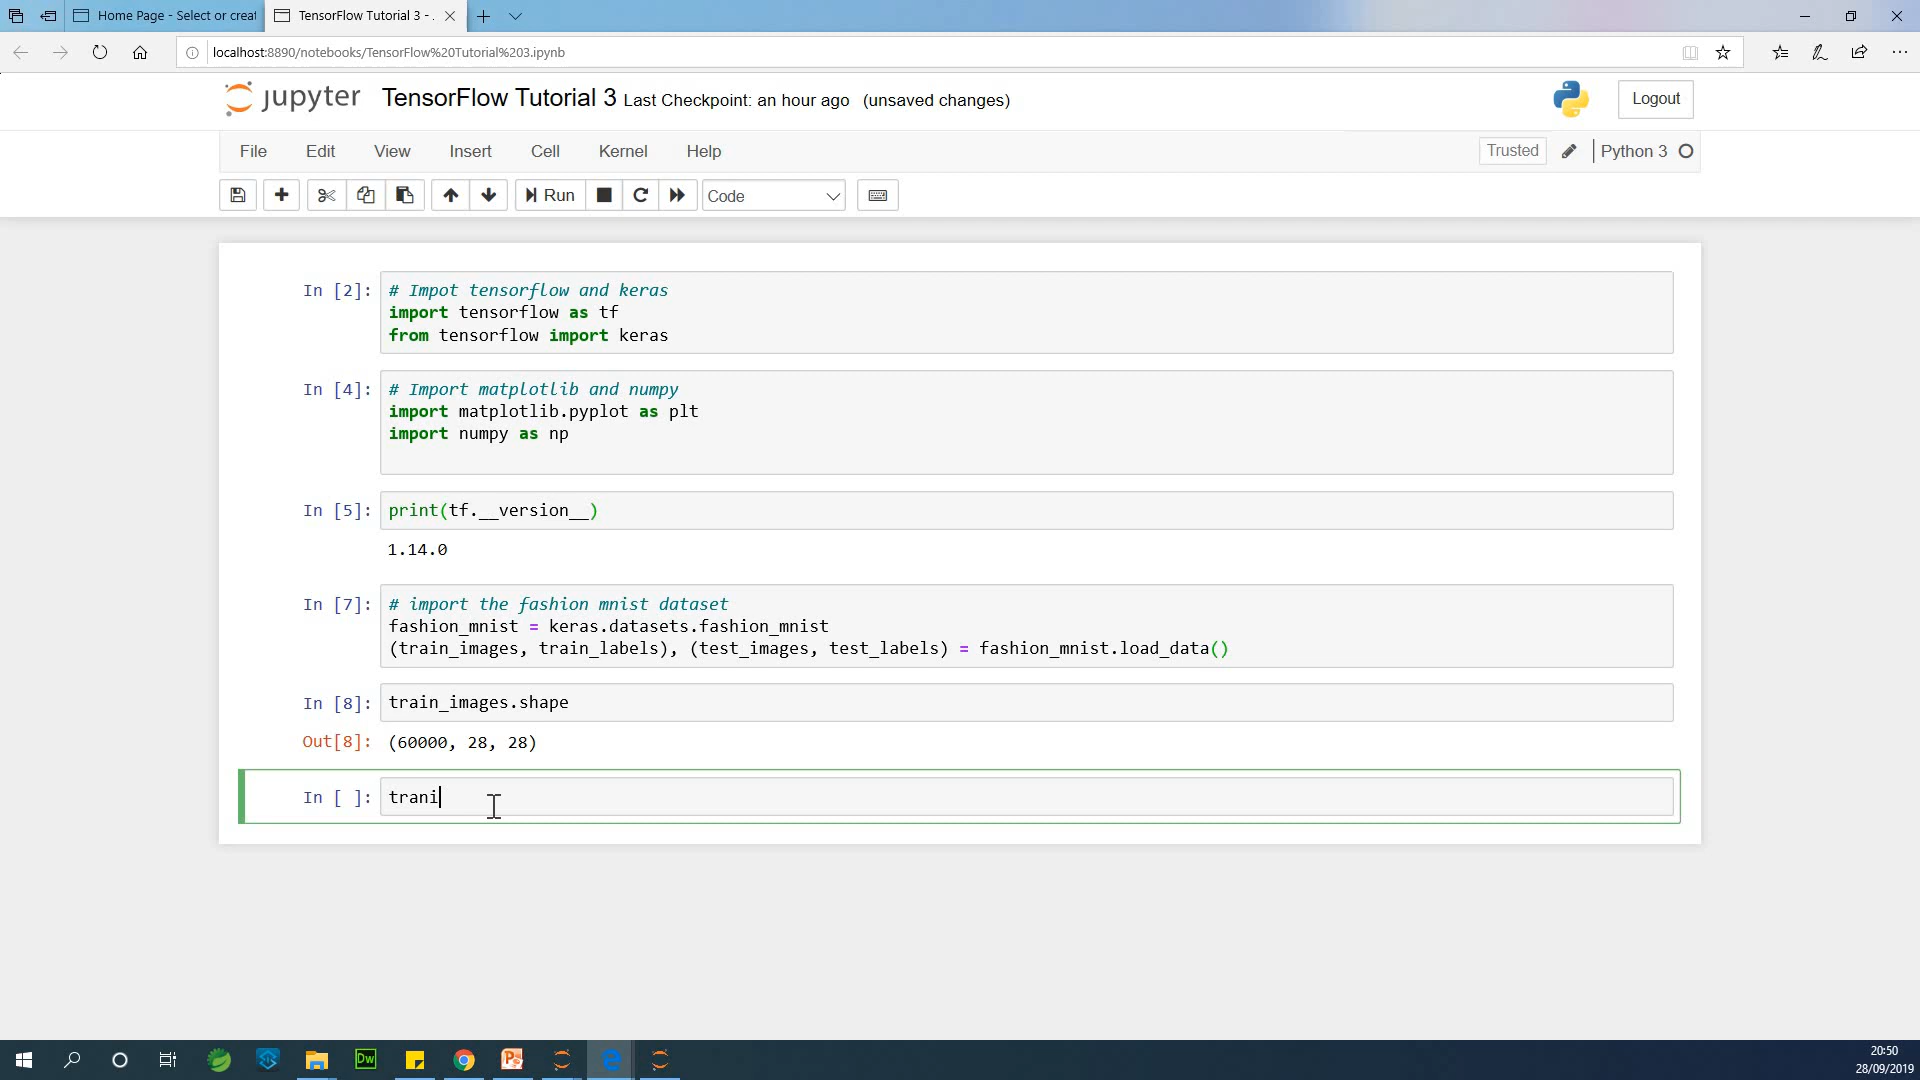 Home Page - Select or creat
TensorFlow Tutorial 3 - .
localhost:8890/notebooks/TensorFlow%20Tutorial%203.ipynb
jupyter TensorFlow Tutorial 3 Last Checkpoint: an hour ago (unsaved changes)
Logout
File Edit View Insert Cell Kernel Help
Trusted
Python 3
Run
Code
In [2]: # Impot tensorflow and keras
import tensorflow as tf
from tensorflow import keras
In [4]: # Import matplotlib and numpy
import matplotlib.pyplot as plt
import numpy as np
In [5]: print(tf.__version__)
1.14.0
In [7]: # import the fashion mnist dataset
fashion_mnist = keras.datasets.fashion_mnist
(train_images, train_labels), (test_images, test_labels) = fashion_mnist.load_data()
In [8]: train_images.shape
Out[8]: (60000, 28, 28)
In [ ]: trani
Dw
20:50
28/09/2019